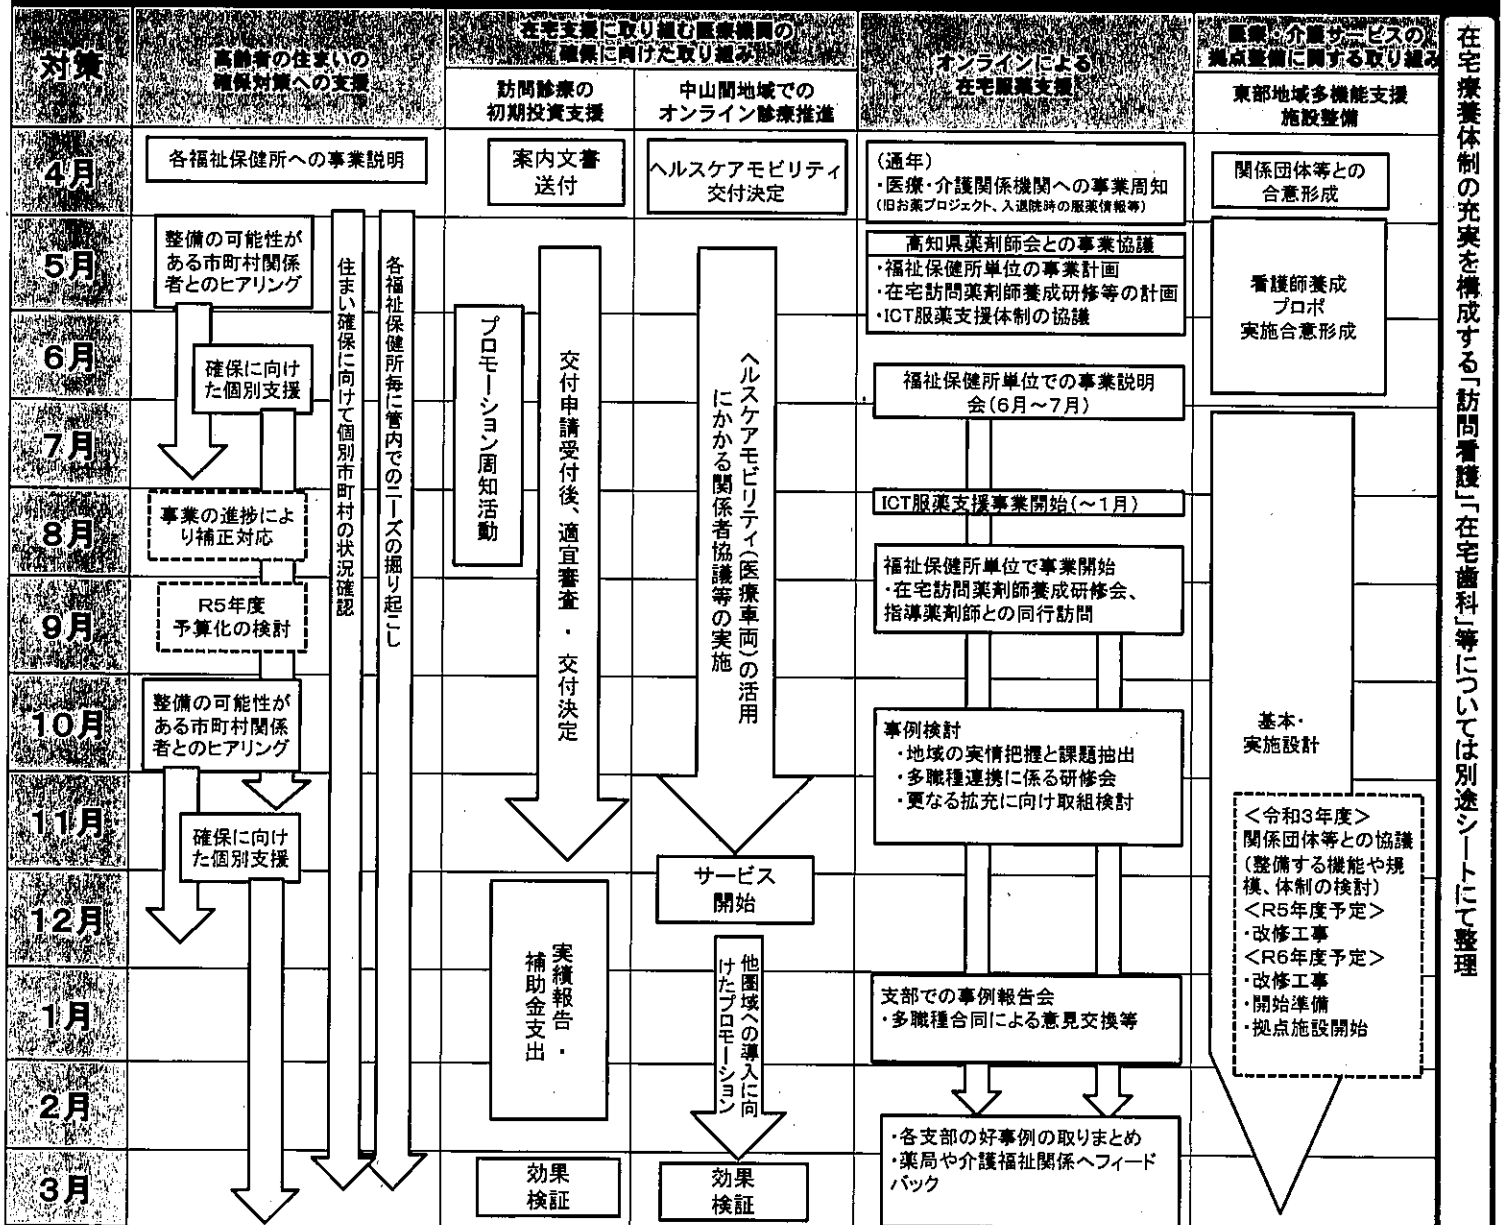 対策
高齢者の住まいの
確保対策への支援
在宅支援に取り組む医療機関の
確保に向けた取り組み
訪問診療の
初期投資支援
中山間地域での
オンライン診療推進
オンラインによる
在宅服薬支援
医療・介護サービスの
拠点整備に関する取り組み
東部地域多機能支援
施設整備
4月
5月
6月
7月
8月
9月
10月
11月
12月
1月
2月
3月
各福祉保健所への事業説明
整備の可能性が
ある市町村関係
者とのヒアリング
確保に向け
た個別支援
事業の進捗によ
り補正対応
R5年度
予算化の検討
整備の可能性が
ある市町村関係
者とのヒアリング
確保に向け
た個別支援
各福祉保健所毎に管内でのニーズの掘り起こし
住まい確保に向けて個別市町村の状況確認
案内文書
送付
プロモーション周知活動
交付申請受付後、適宜審査・交付決定
実績報告・
補助金支出
効果
検証
ヘルスケアモビリティ
交付決定
ヘルスケアモビリティ(医療車両)の活用
にかかる関係者協議等の実施
サービス
開始
他圏域への導入に向
けたプロモーション
効果
検証
(通年)
・医療・介護関係機関への事業周知
(旧お薬プロジェクト、入退院時の服薬情報等)
高知県薬剤師会との事業協議
・福祉保健所単位の事業計画
・在宅訪問薬剤師養成研修等の計画
・ICT服薬支援体制の協議
福祉保健所単位での事業説明
会(6月～7月)
ICT服薬支援事業開始(～1月)
福祉保健所単位で事業開始
・在宅訪問薬剤師養成研修会、
指導薬剤師との同行訪問
事例検討
・地域の実情把握と課題抽出
・多職種連携に係る研修会
・更なる拡充に向け取組検討
支部での事例報告会
・多職種合同による意見交換等
・各支部の好事例の取りまとめ
・薬局や介護福祉関係へフィード
バック
関係団体等との
合意形成
看護師養成
プロポ
実施合意形成
基本・
実施設計
＜令和3年度＞
関係団体等との協議
(整備する機能や規
模、体制の検討)
＜R5年度予定＞
・改修工事
＜R6年度予定＞
・改修工事
・開始準備
・拠点施設開始
在宅療養体制の充実を構成する「訪問看護」「在宅歯科」等については別途シートにて整理